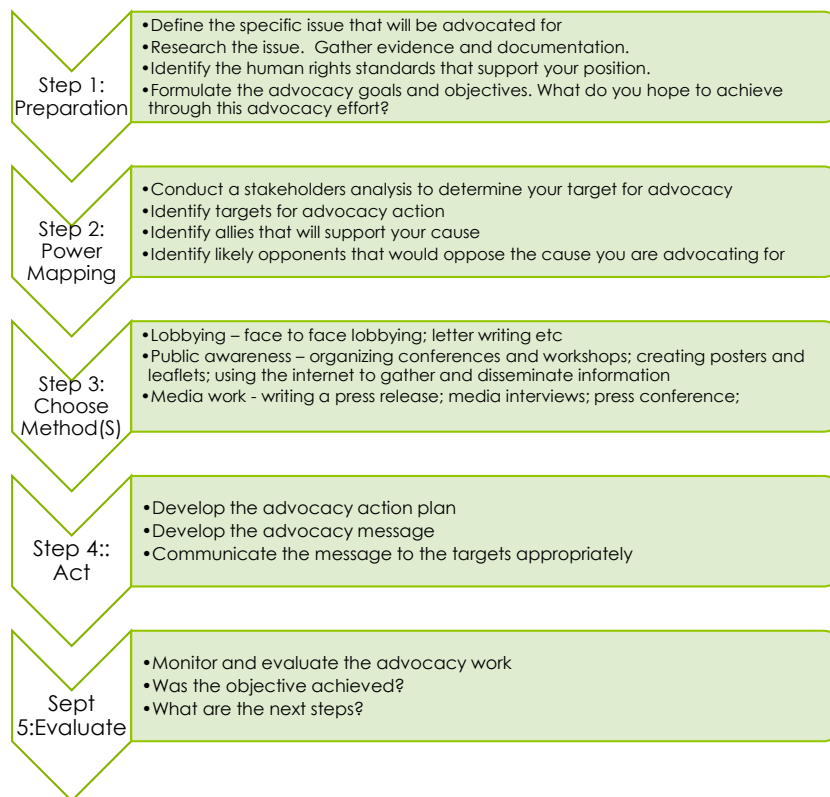 Step 1:
Preparation
•Define the specific issue that will be advocated for
•Research the issue.  Gather evidence and documentation.
•Identify the human rights standards that support your position.
•Formulate the advocacy goals and objectives. What do you hope to achieve
through this advocacy effort?
Step 2:
Power
Mapping
•Conduct a stakeholders analysis to determine your target for advocacy
•Identify targets for advocacy action
•Identify allies that will support your cause
•Identify likely opponents that would oppose the cause you are advocating for
Step 3:
Choose
Method(S)
•Lobbying – face to face lobbying; letter writing etc
•Public awareness – organizing conferences and workshops; creating posters and
leaflets; using the internet to gather and disseminate information
•Media work - writing a press release; media interviews; press conference;
Step 4::
Act
•Develop the advocacy action plan
•Develop the advocacy message
•Communicate the message to the targets appropriately
Sept
5:Evaluate
•Monitor and evaluate the advocacy work
•Was the objective achieved?
•What are the next steps?